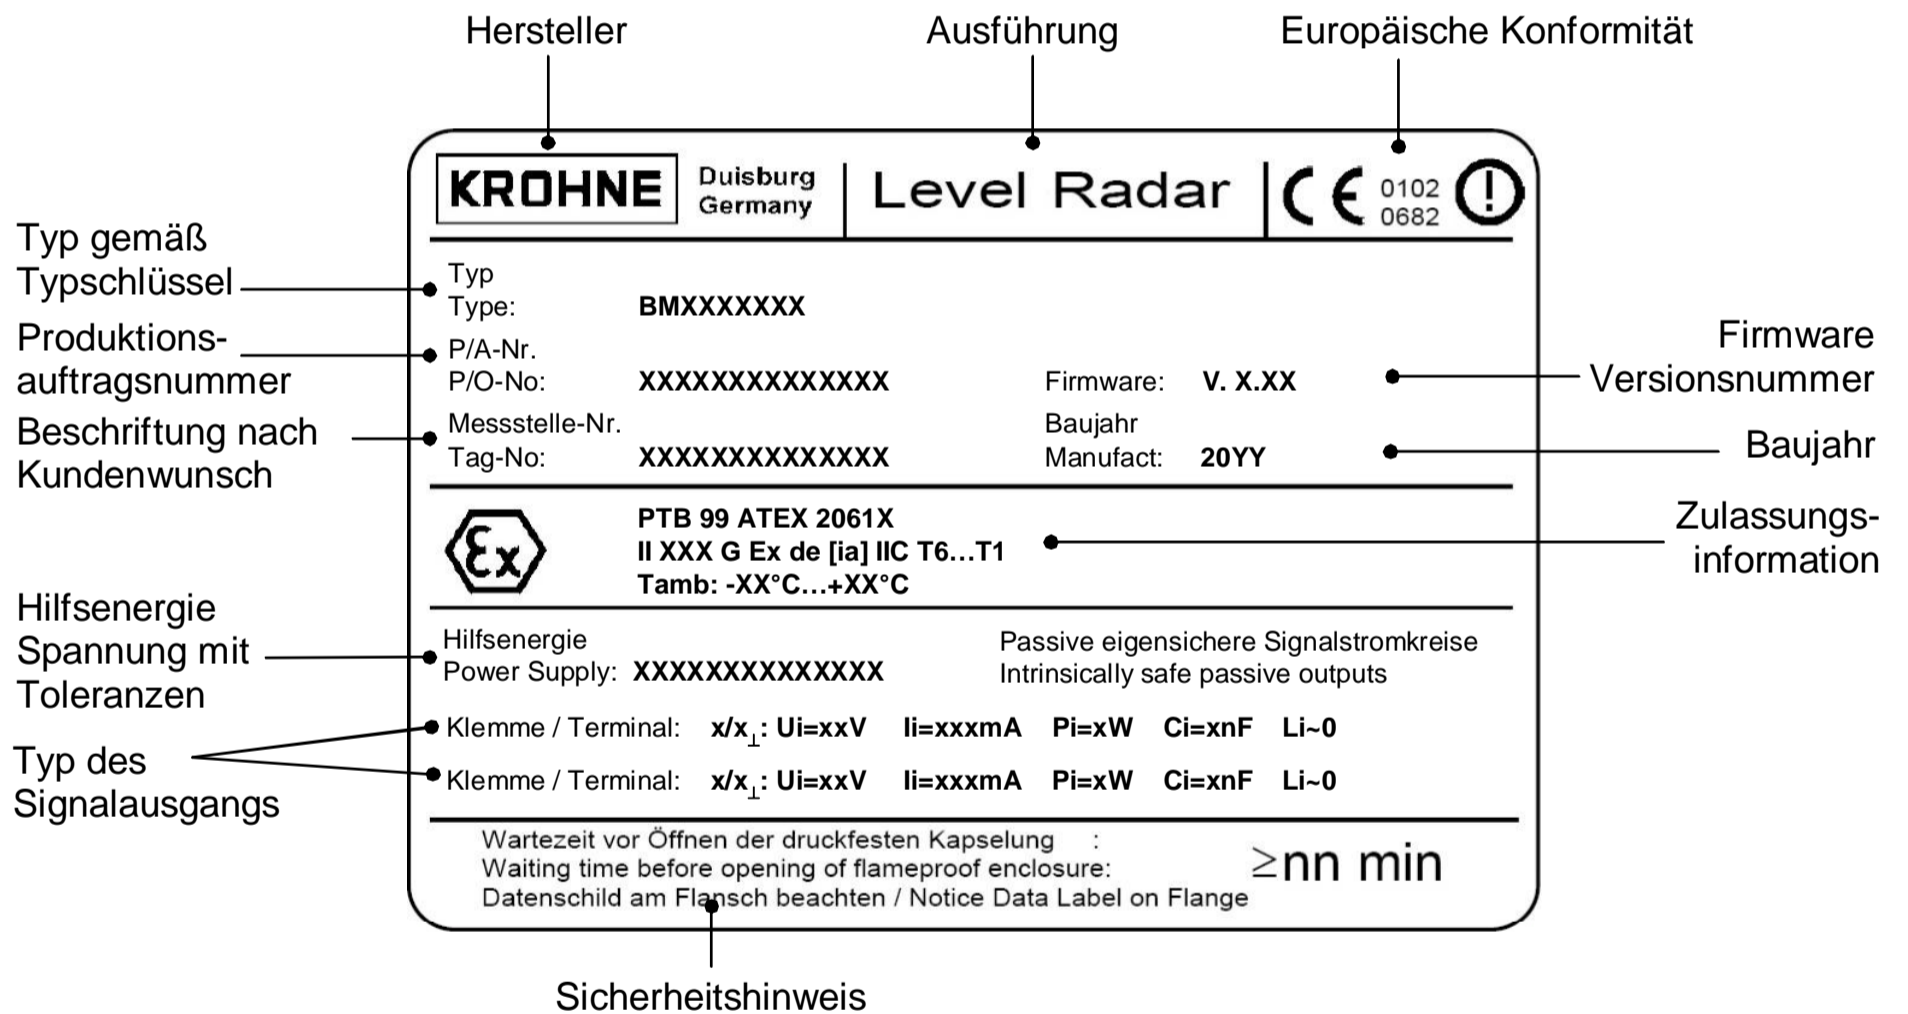 Hersteller
Ausführung
Europäische Konformität
KROHNE
Duisburg
Germany
Level Radar
CE 0102
0682
Typ gemäß
Typschlüssel
Typ
Type: BMXXXXXXX
Produktions-
auftragsnummer
P/A-Nr.
P/O-No: XXXXXXXXXXXXXX
Firmware: V. X.XX
Firmware
Versionsnummer
Beschriftung nach
Kundenwunsch
Messstelle-Nr.
Tag-No: XXXXXXXXXXXXXX
Baujahr
Manufact: 20YY
Baujahr
Ex
PTB 99 ATEX 2061X
II XXX G Ex de [ia] IIC T6...T1
Tamb: -XX°C...+XX°C
Zulassungs-
information
Hilfsenergie
Spannung mit
Toleranzen
Hilfsenergie
Power Supply: XXXXXXXXXXXXXX
Passive eigensichere Signalstromkreise
Intrinsically safe passive outputs
Typ des
Signalausgangs
Klemme / Terminal: x/x⊥: Ui=xxV Ii=xxxmA Pi=xW Ci=xnF Li~0
Klemme / Terminal: x/x⊥: Ui=xxV Ii=xxxmA Pi=xW Ci=xnF Li~0
Wartezeit vor Öffnen der druckfesten Kapselung :
Waiting time before opening of flameproof enclosure:
≥nn min
Datenschild am Flansch beachten / Notice Data Label on Flange
Sicherheitshinweis